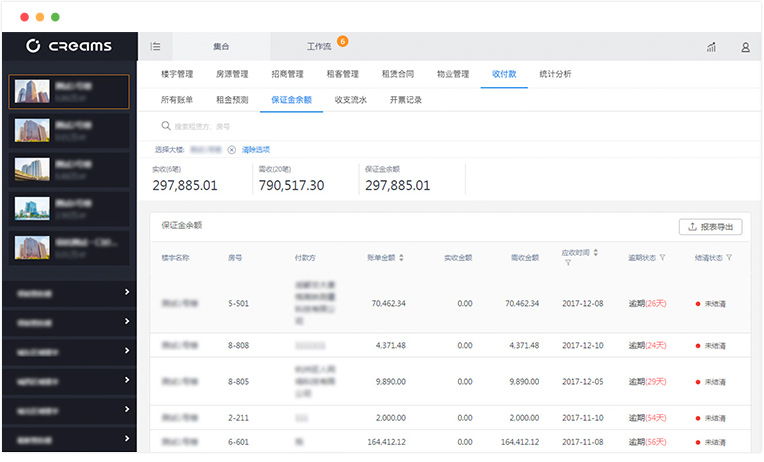 CREAMS
集合
工作流
6
楼宇管理 房源管理 招商管理 租客管理 租赁合同 物业管理 收付款 统计分析
所有账单 租金预测 保证金余额 收支流水 开票记录
搜索租赁方、房号
选择大楼: 清除选项
实收(6笔) 需收(20笔) 保证金余额
297,885.01 790,517.30 297,885.01
保证金余额 报表导出
楼宇名称 房号 付款方 账单金额 实收金额 需收金额 应收时间 逾期状态 结清状态
5-501 70,462.34 0.00 70,462.34 2017-12-08 逾期(26天) 未结清
8-808 4,371.48 0.00 4,371.48 2017-12-10 逾期(24天) 未结清
8-805 9,890.00 0.00 9,890.00 2017-12-05 逾期(29天) 未结清
2-211 2,000.00 0.00 2,000.00 2017-11-10 逾期(54天) 未结清
6-601 164,412.12 0.00 164,412.12 2017-11-08 逾期(56天) 未结清